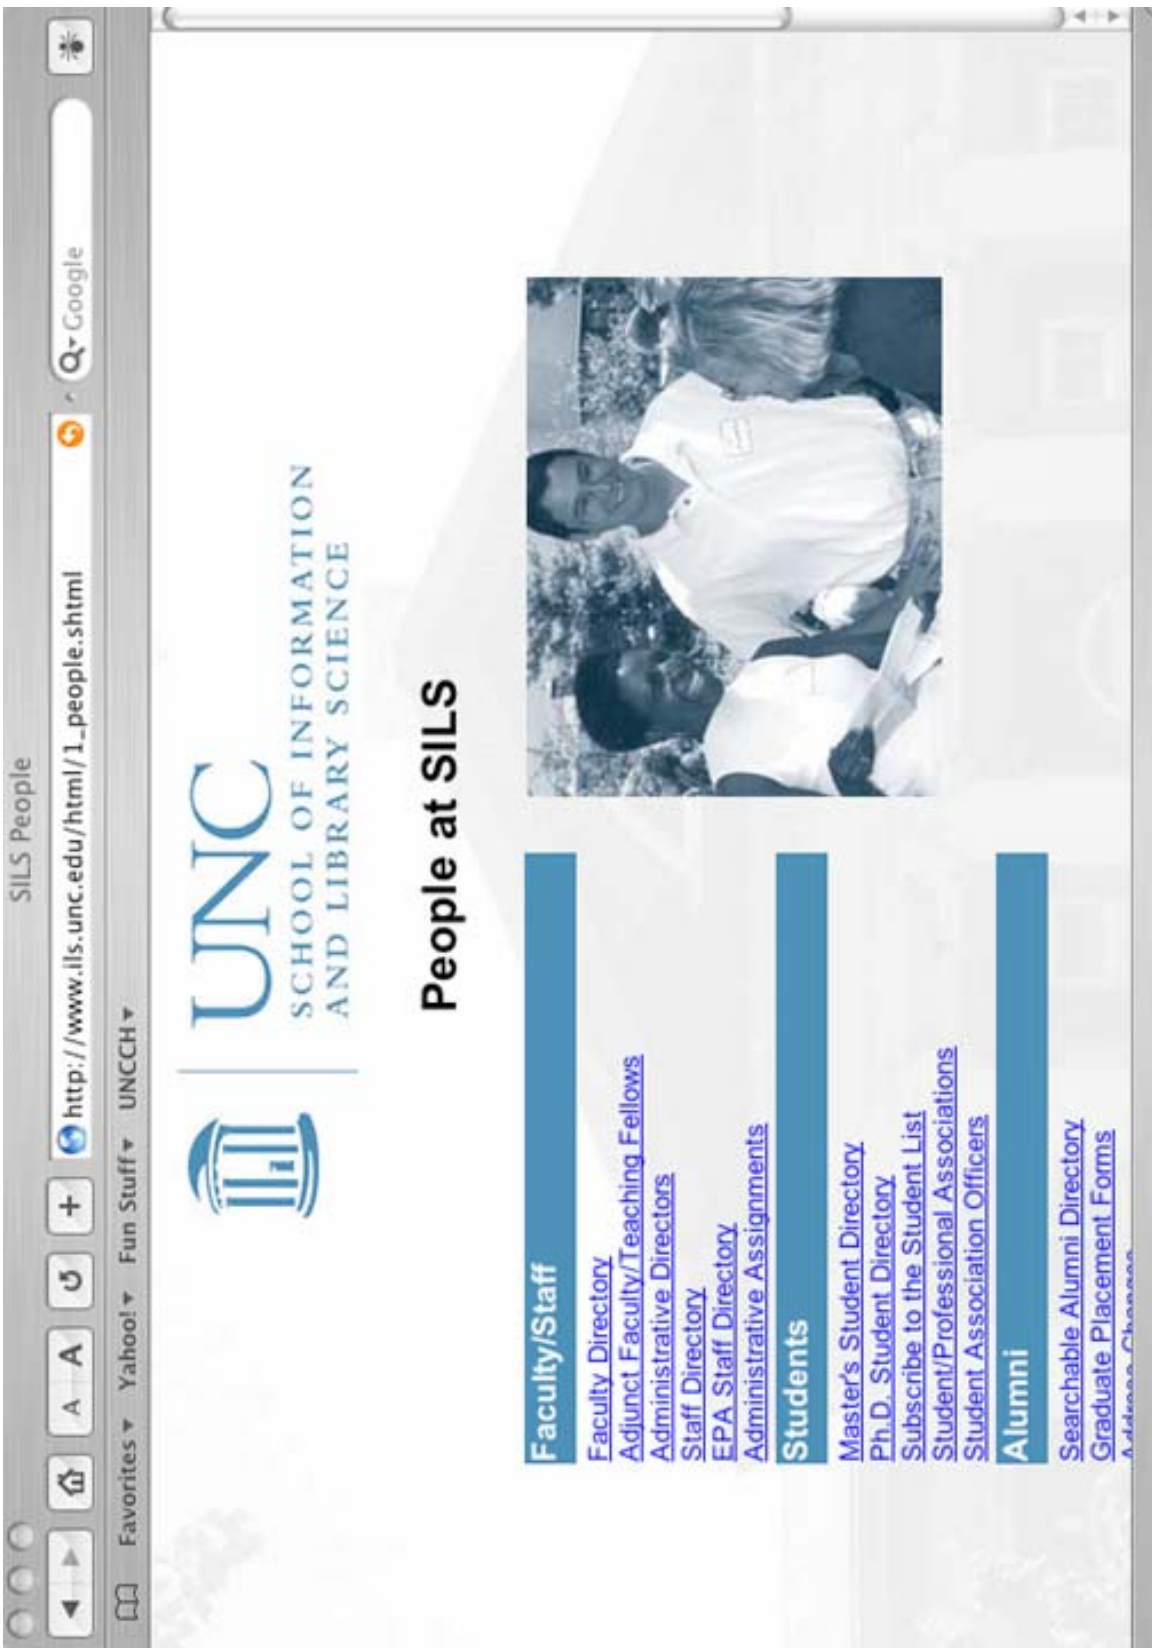 SILS People
A A
http://www.ils.unc.edu/html/1_people.shtml
Google
Favorites Yahoo! Fun Stuff UNCCH
UNC
SCHOOL OF INFORMATION
AND LIBRARY SCIENCE
People at SILS
Faculty/Staff
Faculty Directory
Adjunct Faculty/Teaching Fellows
Administrative Directors
Staff Directory
EPA Staff Directory
Administrative Assignments
Students
Master's Student Directory
Ph.D. Student Directory
Subscribe to the Student List
Student/Professional Associations
Student Association Officers
Alumni
Searchable Alumni Directory
Graduate Placement Forms
Address Changes